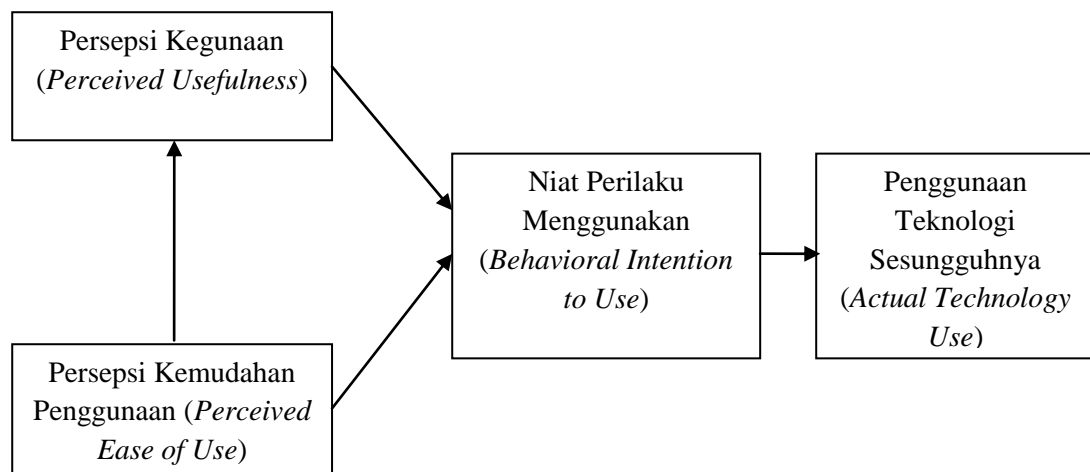 Persepsi Kegunaan
(Perceived Usefulness)
Niat Perilaku
Menggunakan
(Behavioral Intention
to Use)
Penggunaan
Teknologi
Sesungguhnya
(Actual Technology
Use)
Persepsi Kemudahan
Penggunaan (Perceived
Ease of Use)